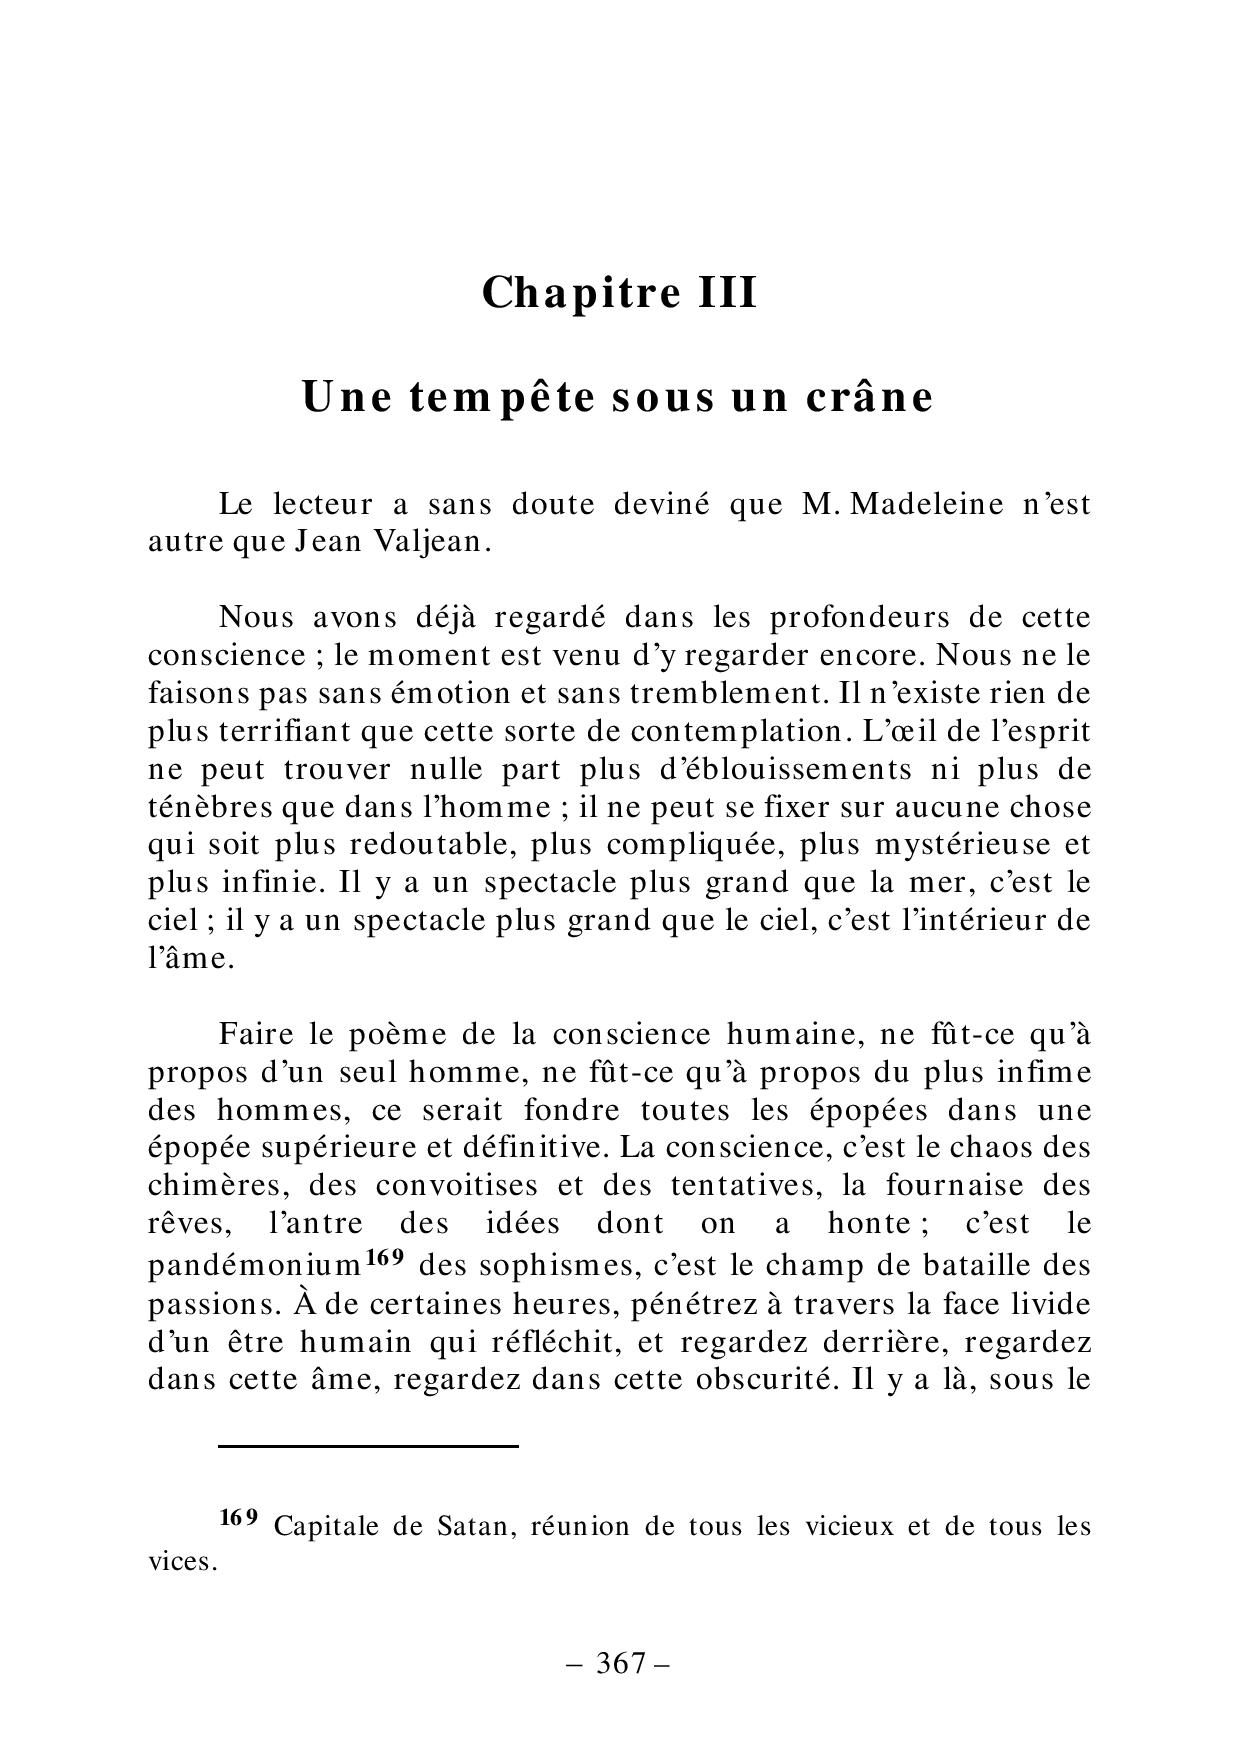 Chapitre III
Une tempête sous un crâne
Le lecteur a sans doute deviné que M. Madeleine n’est
autre que Jean Valjean.
Nous avons déjà regardé dans les profondeurs de cette
conscience ; le moment est venu d’y regarder encore. Nous ne le
faisons pas sans émotion et sans tremblement. Il n’existe rien de
plus terrifiant que cette sorte de contemplation. L’œil de l’esprit
ne peut trouver nulle part plus d’éblouissements ni plus de
ténèbres que dans l’homme ; il ne peut se fixer sur aucune chose
qui soit plus redoutable, plus compliquée, plus mystérieuse et
plus infinie. Il y a un spectacle plus grand que la mer, c’est le
ciel ; il y a un spectacle plus grand que le ciel, c’est l’intérieur de
l’âme.
Faire le poème de la conscience humaine, ne fût-ce qu’à
propos d’un seul homme, ne fût-ce qu’à propos du plus infime
des hommes, ce serait fondre toutes les épopées dans une
épopée supérieure et définitive. La conscience, c’est le chaos des
chimères, des convoitises et des tentatives, la fournaise des
rêves, l’antre des idées dont on a honte ; c’est le
pandémonium169 des sophismes, c’est le champ de bataille des
passions. À de certaines heures, pénétrez à travers la face livide
d’un être humain qui réfléchit, et regardez derrière, regardez
dans cette âme, regardez dans cette obscurité. Il y a là, sous le
169 Capitale de Satan, réunion de tous les vicieux et de tous les
vices.
– 367 –